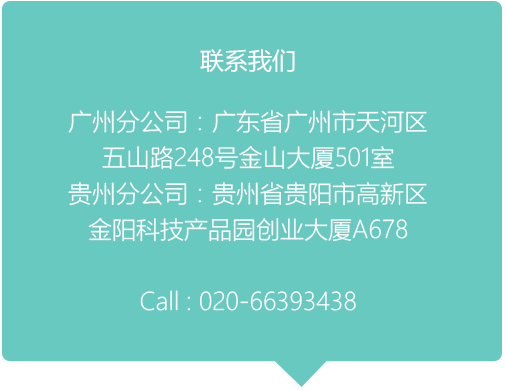 联系我们
广州分公司：广东省广州市天河区
五山路248号金山大厦501室
贵州分公司：贵州省贵阳市高新区
金阳科技产品园创业大厦A678
Call : 020-66393438